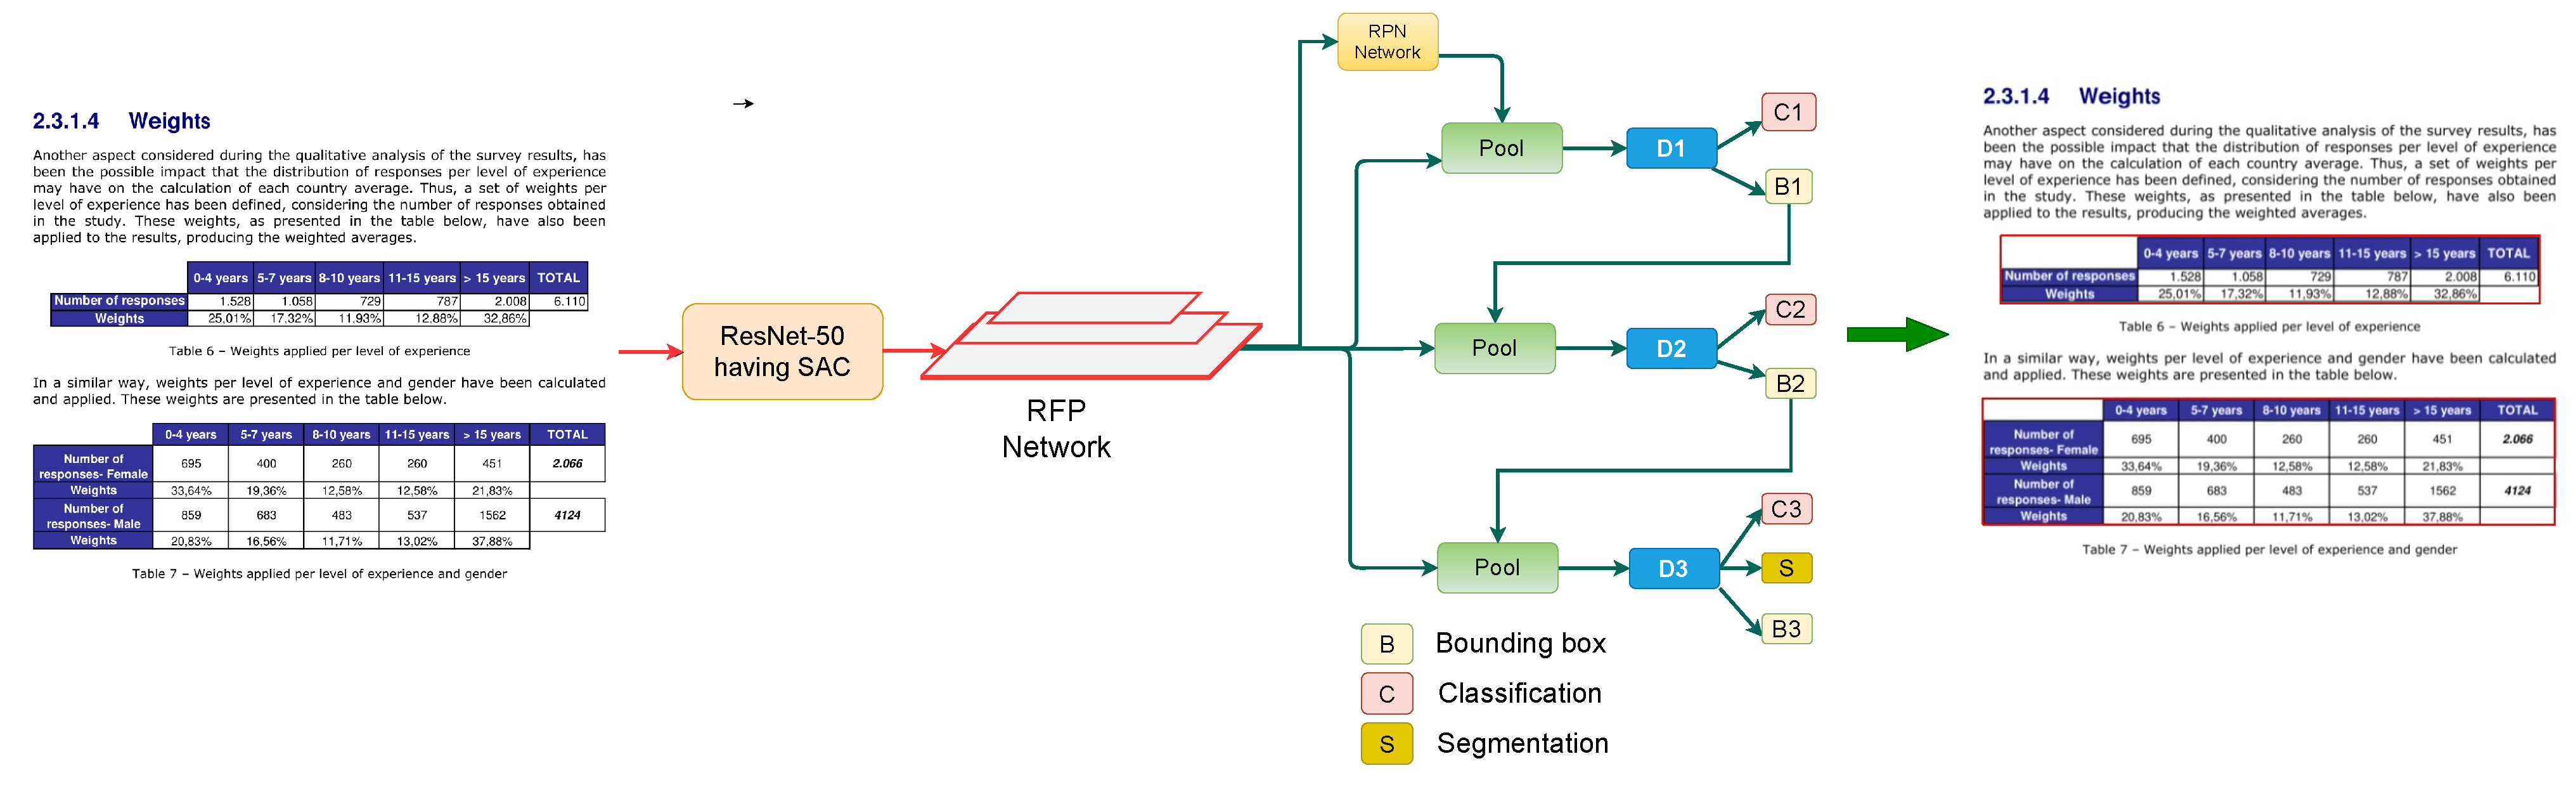 2.3.1.4 Weights
Another aspect considered during the qualitative analysis of the survey results, has
been the possible impact that the distribution of responses per level of experience
may have on the calculation of each country average. Thus, a set of weights per
level of experience has been defined, considering the number of responses obtained
in the study. These weights, as presented in the table below, have also been
applied to the results, producing the weighted averages.
0-4 years 5-7 years 8-10 years 11-15 years > 15 years TOTAL
Number of responses 1.528 1.058 729 787 2.008 6.110
Weights 25,01% 17.32% 11.93% 12.88% 32,86%
Table 6 – Weights applied per level of experience
In a similar way, weights per level of experience and gender have been calculated
and applied. These weights are presented in the table below.
0-4 years 5-7 years 8-10 years 11-15 years > 15 years TOTAL
Number of
responses- Female 695 400 260 260 451 2.066
Weights 33,64% 19,36% 12,58% 12,58% 21,83%
Number of
responses- Male 859 683 483 537 1562 4124
Weights 20,83% 16,56% 11,71% 13,02% 37,88%
Table 7 – Weights applied per level of experience and gender
ResNet-50
having SAC
RFP
Network
RPN
Network
Pool
D1
C1
B1
Pool
D2
C2
B2
Pool
D3
C3
S
B3
B Bounding box
C Classification
S Segmentation
2.3.1.4 Weights
Another aspect considered during the qualitative analysis of the survey results, has
been the possible impact that the distribution of responses per level of experience
may have on the calculation of each country average. Thus, a set of weights per
level of experience has been defined, considering the number of responses obtained
in the study. These weights, as presented in the table below, have also been
applied to the results, producing the weighted averages.
0-4 years 5-7 years 8-10 years 11-15 years > 15 years TOTAL
Number of responses 1.528 1.058 729 787 2.008 6.110
Weights 25,01% 17,32% 11,93% 12,88% 32,86%
Table 6 – Weights applied per level of experience
In a similar way, weights per level of experience and gender have been calculated
and applied. These weights are presented in the table below.
0-4 years 5-7 years 8-10 years 11-15 years > 15 years TOTAL
Number of
responses- Female 695 400 260 260 451 2.066
Weights 33,64% 19,36% 12,58% 12,58% 21,83%
Number of
responses- Male 859 683 483 537 1562 4124
Weights 20,83% 16,56% 11,71% 13,02% 37,88%
Table 7 – Weights applied per level of experience and gender